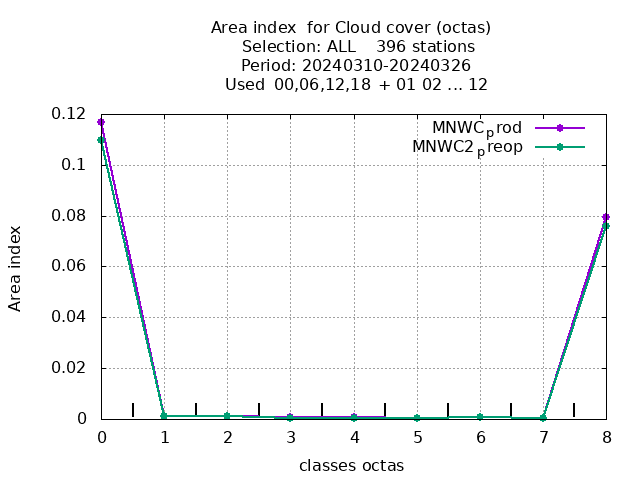 Area index  for Cloud cover (octas)
Selection: ALL    396 stations
Period: 20240310-20240326
Used  00,06,12,18 + 01 02 ... 12
0.12
0.1
0.08
0.06
0.04
0.02
0
Area index
MNWCprod
MNWC2preop
0 1 2 3 4 5 6 7 8
classes octas